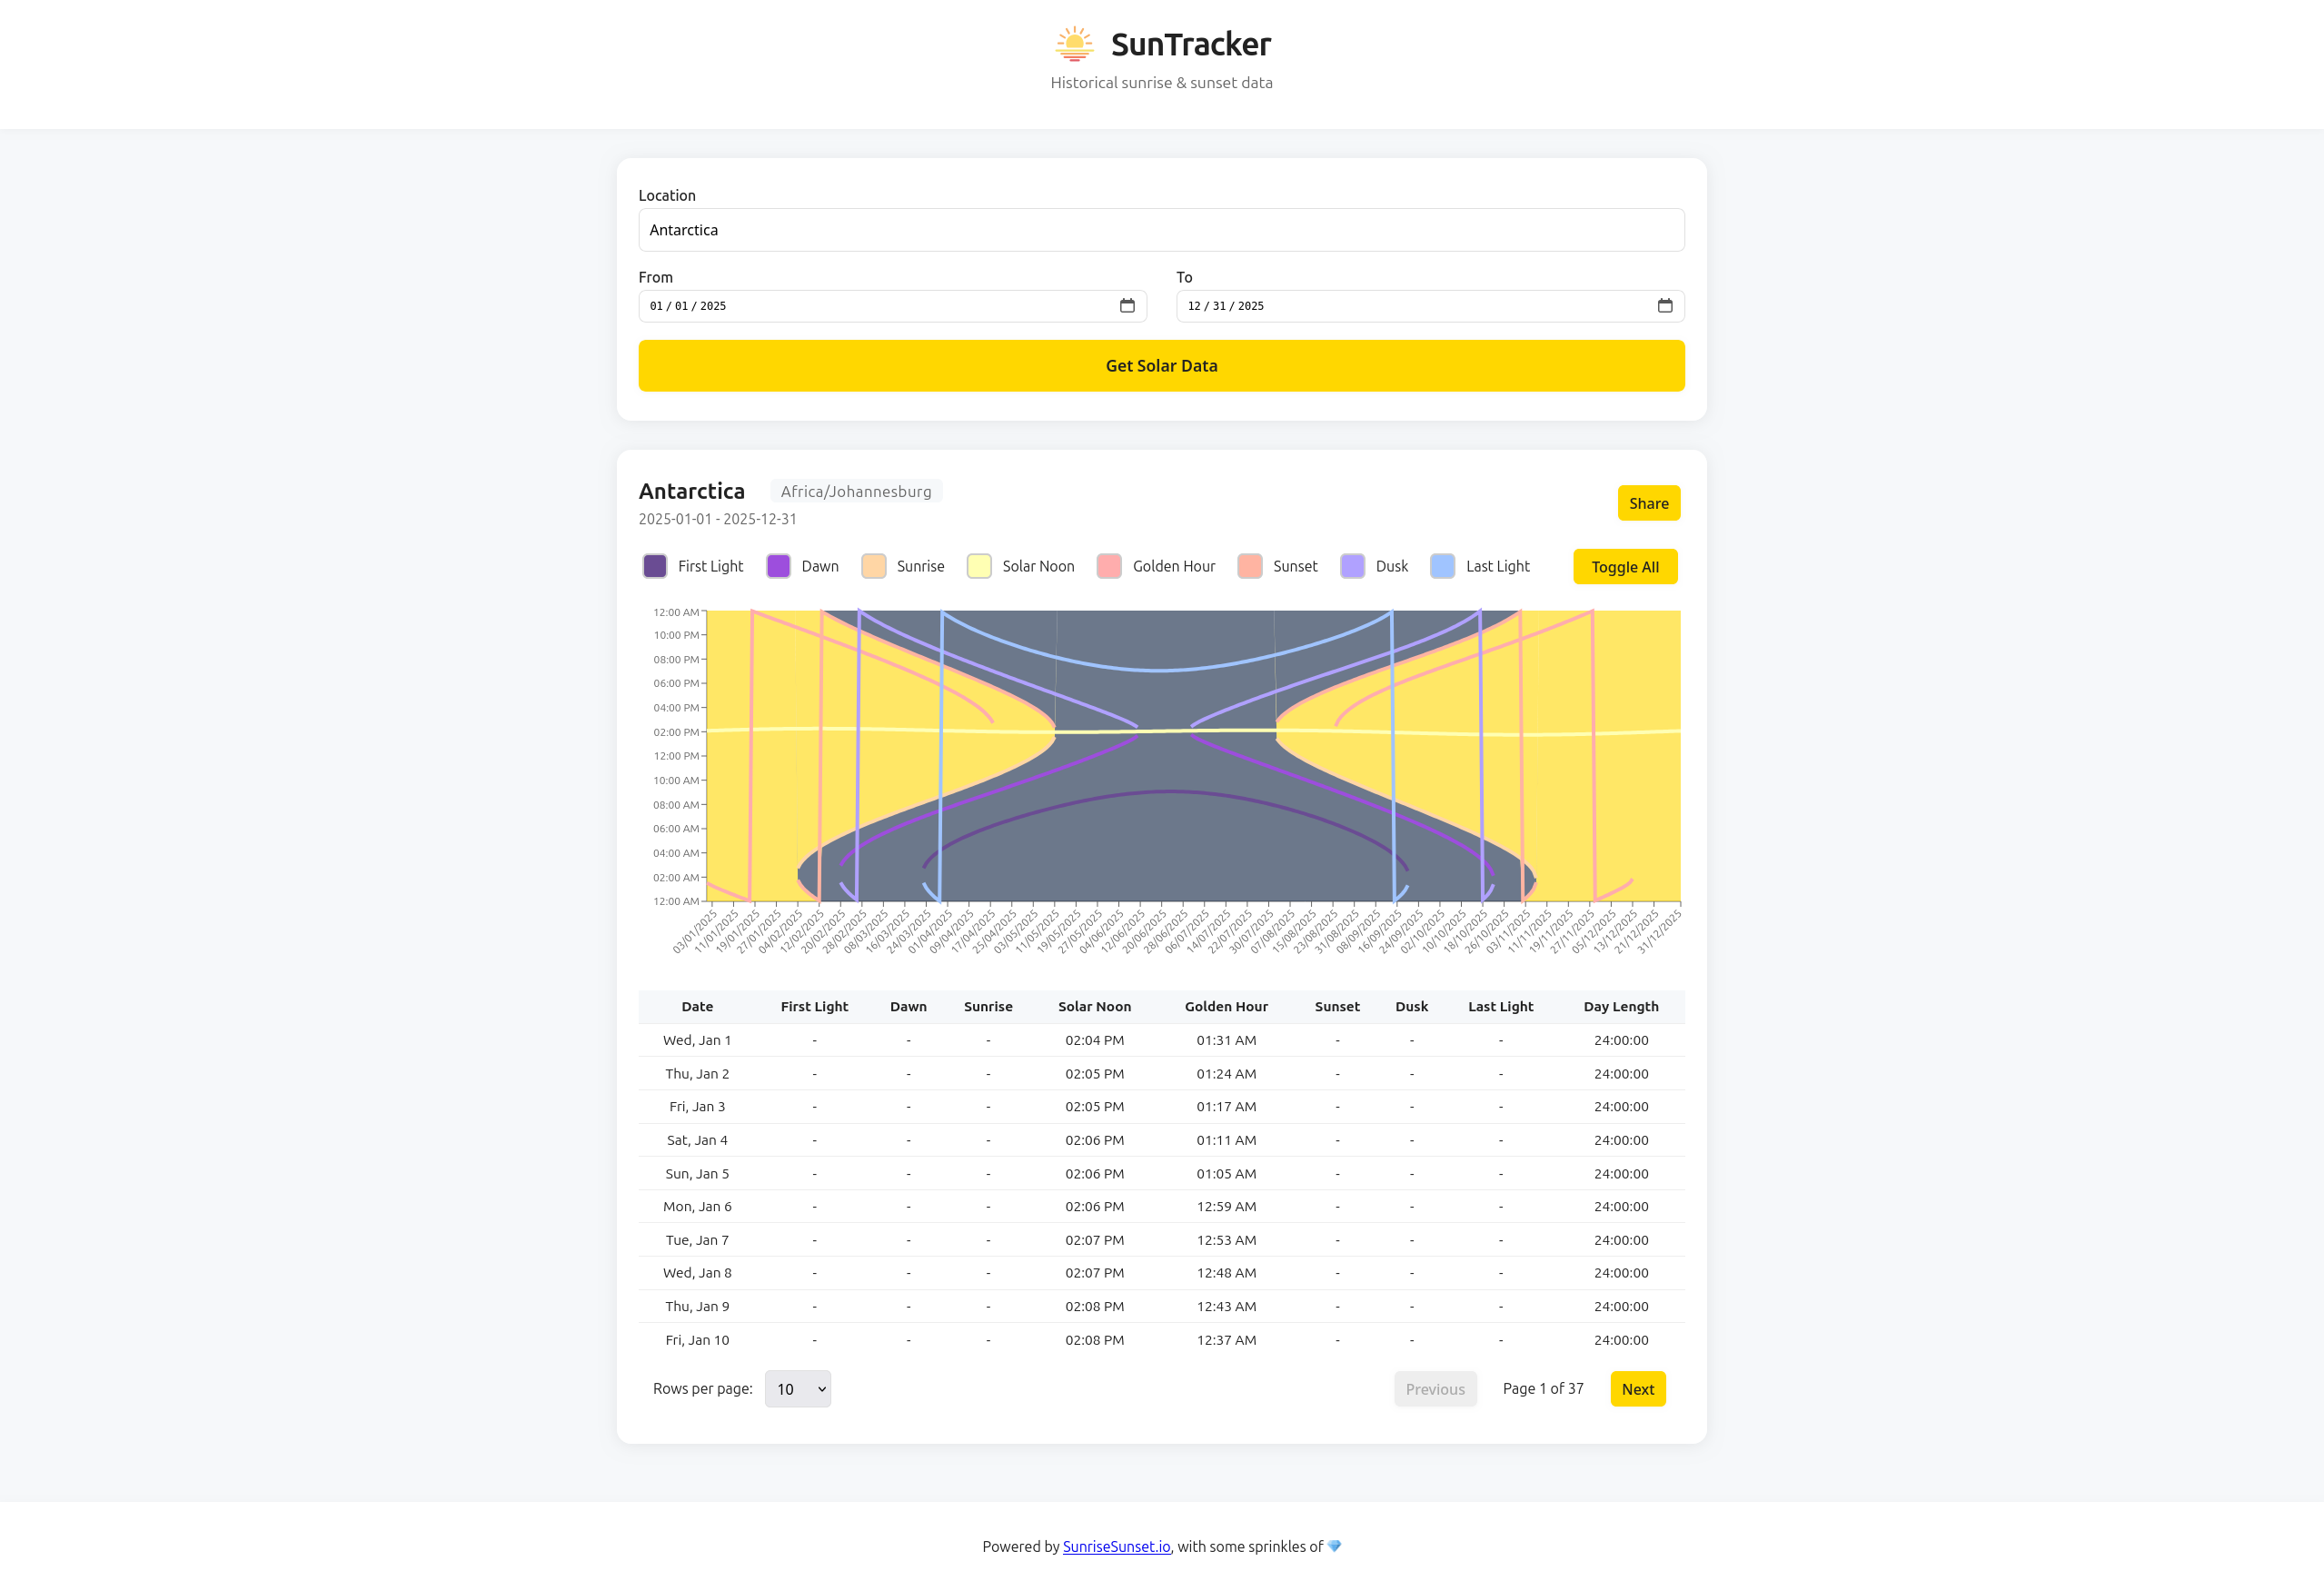 SunTracker
Historical sunrise & sunset data
Location
Antarctica
From To
01 / 01 / 2025 12 / 31 / 2025
Get Solar Data
Antarctica Africa/Johannesburg
2025-01-01 - 2025-12-31
Share
First Light Dawn Sunrise Solar Noon Golden Hour Sunset Dusk Last Light Toggle All
12:00 AM
10:00 PM
08:00 PM
06:00 PM
04:00 PM
02:00 PM
12:00 PM
10:00 AM
08:00 AM
06:00 AM
04:00 AM
02:00 AM
12:00 AM
03/01/2025 11/01/2025 19/01/2025 27/01/2025 04/02/2025 12/02/2025 20/02/2025 28/02/2025 08/03/2025 16/03/2025 24/03/2025 01/04/2025 09/04/2025 17/04/2025 25/04/2025 03/05/2025 11/05/2025 19/05/2025 27/05/2025 04/06/2025 12/06/2025 20/06/2025 28/06/2025 06/07/2025 14/07/2025 22/07/2025 30/07/2025 07/08/2025 15/08/2025 23/08/2025 31/08/2025 08/09/2025 16/09/2025 24/09/2025 02/10/2025 10/10/2025 18/10/2025 26/10/2025 03/11/2025 11/11/2025 19/11/2025 27/11/2025 05/12/2025 13/12/2025 21/12/2025 31/12/2025
Date First Light Dawn Sunrise Solar Noon Golden Hour Sunset Dusk Last Light Day Length
Wed, Jan 1 - - - 02:04 PM 01:31 AM - - - 24:00:00
Thu, Jan 2 - - - 02:05 PM 01:24 AM - - - 24:00:00
Fri, Jan 3 - - - 02:05 PM 01:17 AM - - - 24:00:00
Sat, Jan 4 - - - 02:06 PM 01:11 AM - - - 24:00:00
Sun, Jan 5 - - - 02:06 PM 01:05 AM - - - 24:00:00
Mon, Jan 6 - - - 02:06 PM 12:59 AM - - - 24:00:00
Tue, Jan 7 - - - 02:07 PM 12:53 AM - - - 24:00:00
Wed, Jan 8 - - - 02:07 PM 12:48 AM - - - 24:00:00
Thu, Jan 9 - - - 02:08 PM 12:43 AM - - - 24:00:00
Fri, Jan 10 - - - 02:08 PM 12:37 AM - - - 24:00:00
Rows per page: 10 Previous Page 1 of 37 Next
Powered by SunriseSunset.io, with some sprinkles of 💎